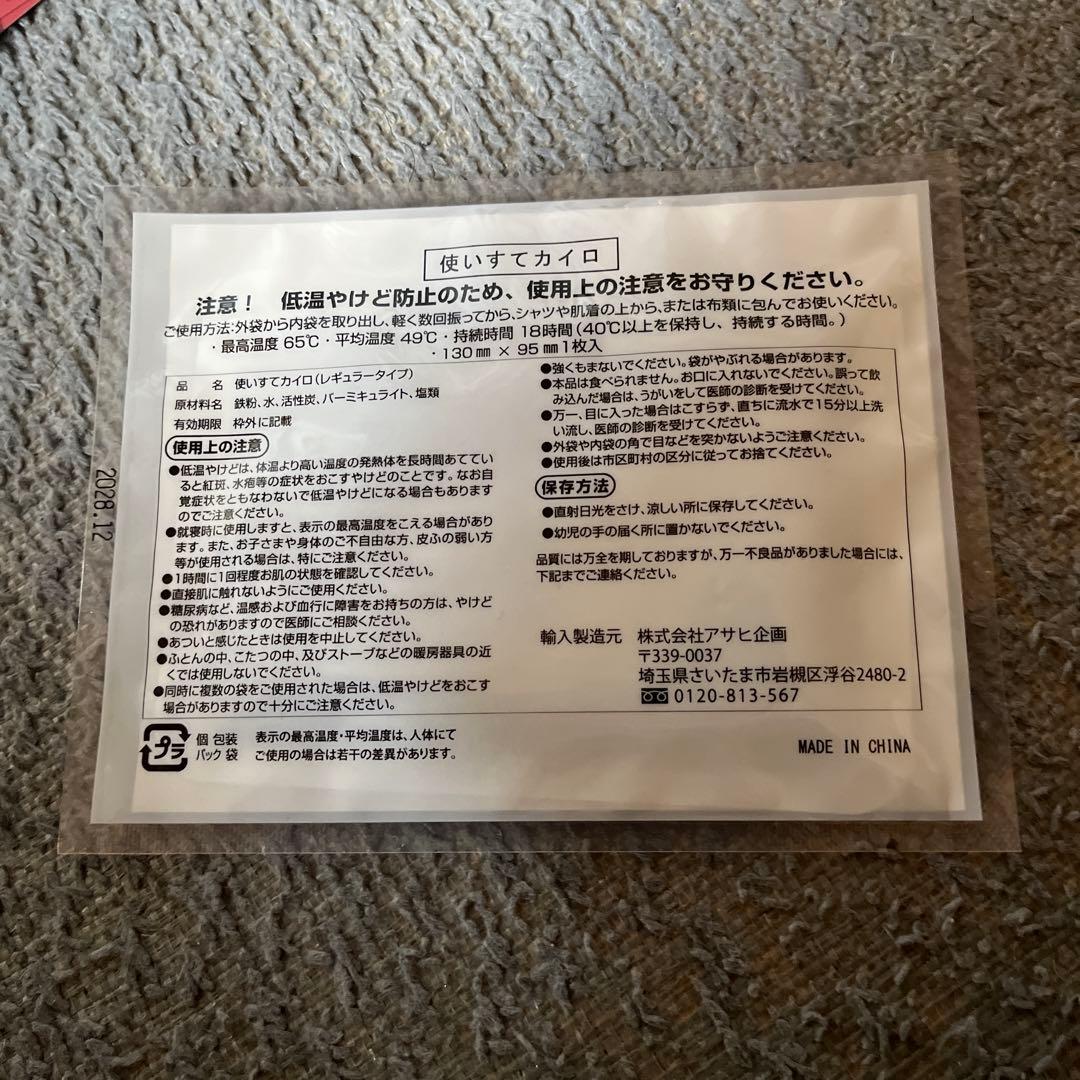 使いすてカイロ
注意！ 低温やけど防止のため、使用上の注意をお守りください。
ご使用方法:外袋から内袋を取り出し、軽く数回振ってから、シャツや肌着の上から、または布類に包んでお使いください。
・最高温度 65℃・平均温度 49℃・持続時間 18時間(40℃以上を保持し、持続する時間。)
・130㎜ × 95㎜1枚入
品 名 使いすてカイロ(レギュラータイプ)
原材料名 鉄粉、水、活性炭、バーミキュライト、塩類
有効期限 枠外に記載
使用上の注意
●低温やけどは、体温より高い温度の発熱体を長時間あててい
ると紅斑、水疱等の症状をおこすやけどのことです。なお自
覚症状をともなわないで低温やけどになる場合もあります
のでご注意ください。
●就寝時に使用しますと、表示の最高温度をこえる場合があり
ます。また、お子さまや身体のご不自由な方、皮ふの弱い方
等が使用される場合は、特にご注意ください。
●1時間に1回程度お肌の状態を確認してください。
●直接肌に触れないようにご使用ください。
●糖尿病など、温感および血行に障害をお持ちの方は、やけど
の恐れがありますので医師にご相談ください。
●あついと感じたときは使用を中止してください。
●ふとんの中、こたつの中、及びストーブなどの暖房器具の近
くでは使用しないでください。
●同時に複数の袋をご使用された場合は、低温やけどをおこす
場合がありますので十分にご注意ください。
●強くもまないでください。袋がやぶれる場合があります。
●本品は食べられません。お口に入れないでください。誤って飲
み込んだ場合は、うがいをして医師の診断を受けてください。
●万一、目に入った場合はこすらず、直ちに流水で15分以上洗
い流し、医師の診断を受けてください。
●外袋や内袋の角で目などを突かないようご注意ください。
●使用後は市区町村の区分に従ってお捨てください。
保存方法
●直射日光をさけ、涼しい所に保存してください。
●幼児の手の届く所に置かないでください。
品質には万全を期しておりますが、万一不良品がありました場合には、
下記までご連絡ください。
輸入製造元 株式会社アサヒ企画
〒339-0037
埼玉県さいたま市岩槻区浮谷2480-2
0120-813-567
プラ
個 包装
パック 袋
表示の最高温度・平均温度は、人体にて
ご使用の場合は若干の差異があります。
MADE IN CHINA
2028.12